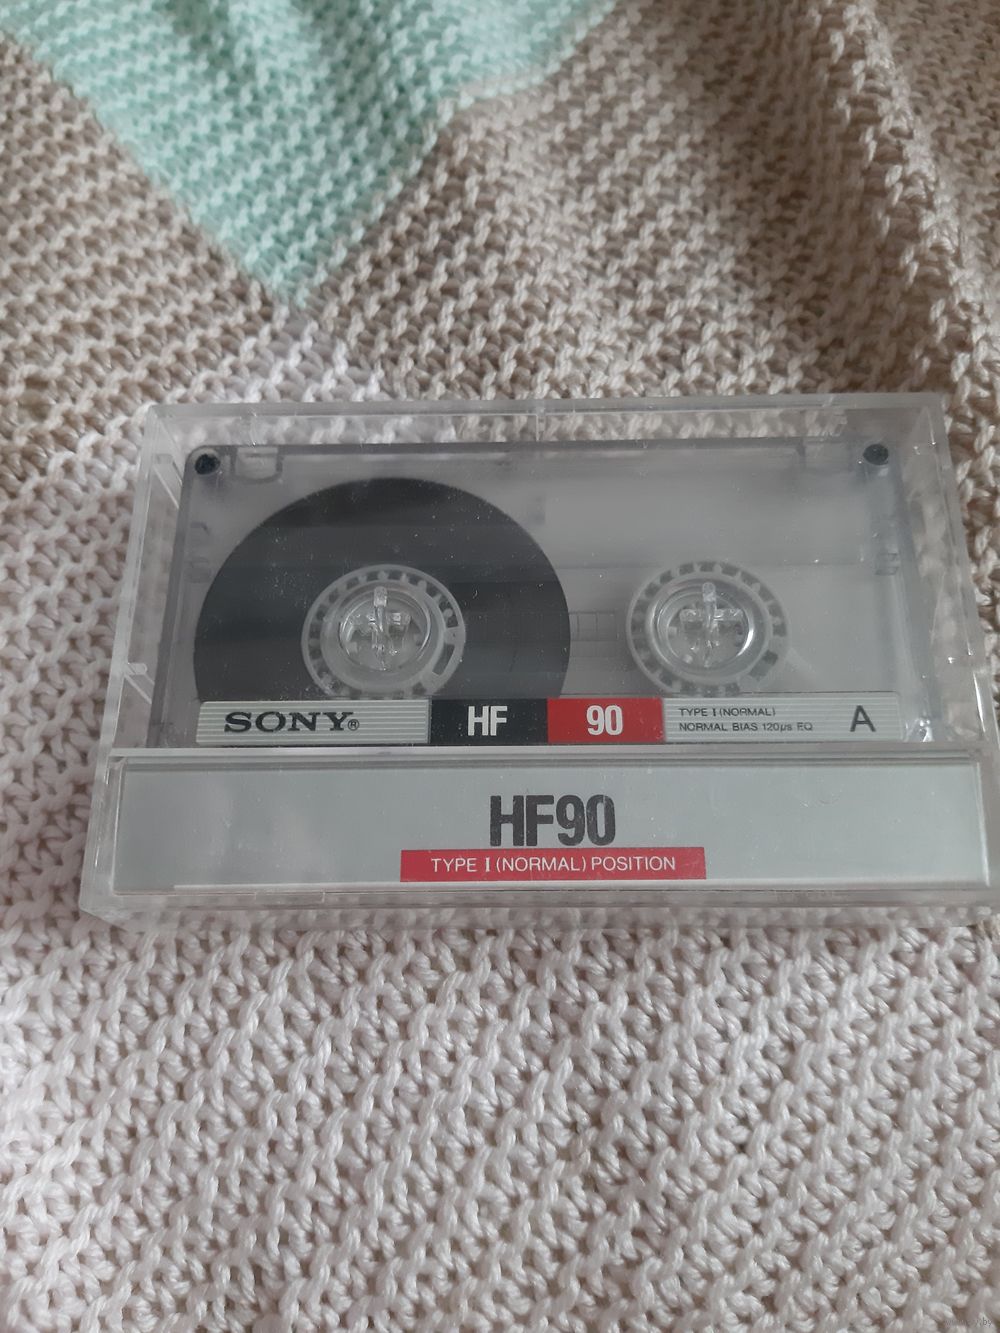 SONY® HF 90 TYPE I (NORMAL) A
NORMAL BIAS 120µs EQ
HF90
TYPE I (NORMAL) POSITION